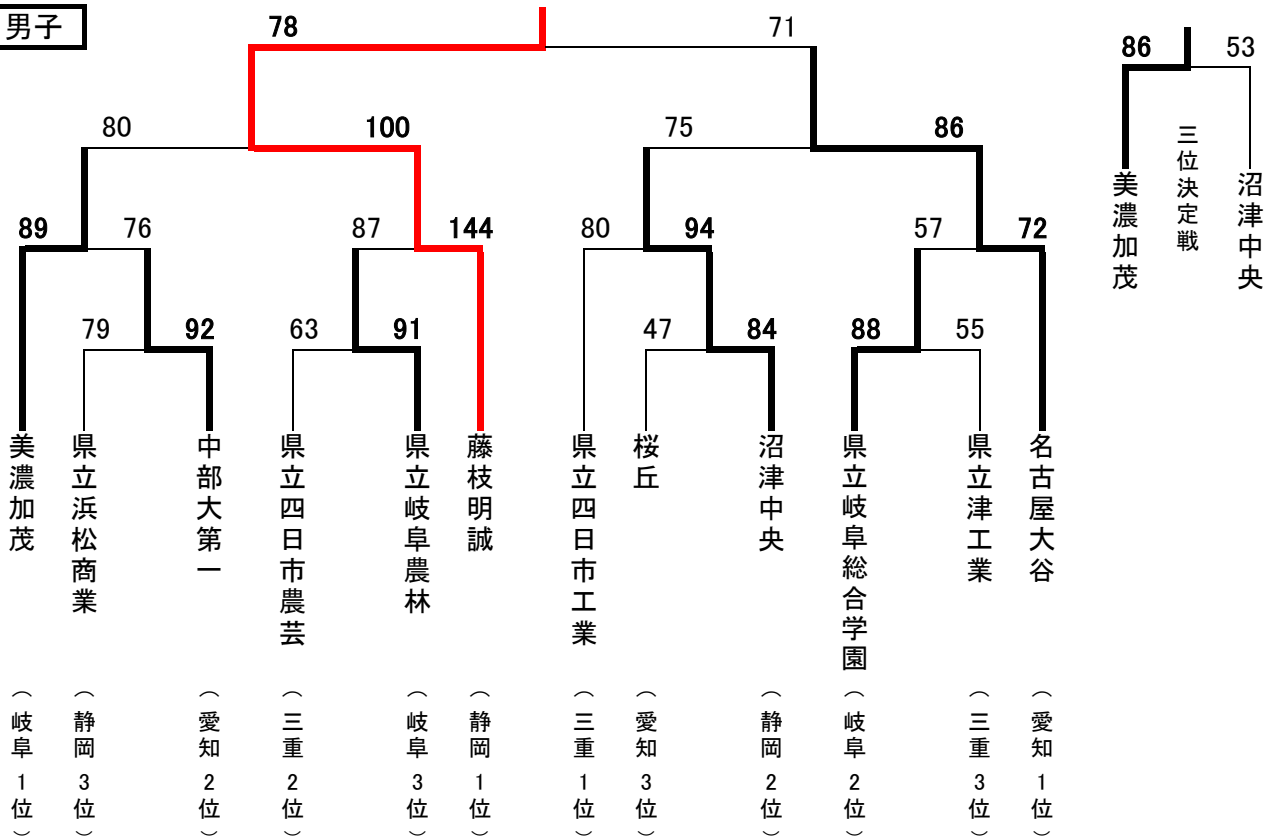 男子
78
71
86
53
80
100
75
86
三位決定戦
美濃加茂
沼津中央
89
76
87
144
80
94
57
72
79
92
63
91
47
84
88
55
美濃加茂
県立浜松商業
中部大第一
県立四日市農芸
県立岐阜農林
藤枝明誠
県立四日市工業
桜丘
沼津中央
県立岐阜総合学園
県立津工業
名古屋大谷
（岐阜1位）
（静岡3位）
（愛知2位）
（三重2位）
（岐阜3位）
（静岡1位）
（三重1位）
（愛知3位）
（静岡2位）
（岐阜2位）
（三重3位）
（愛知1位）